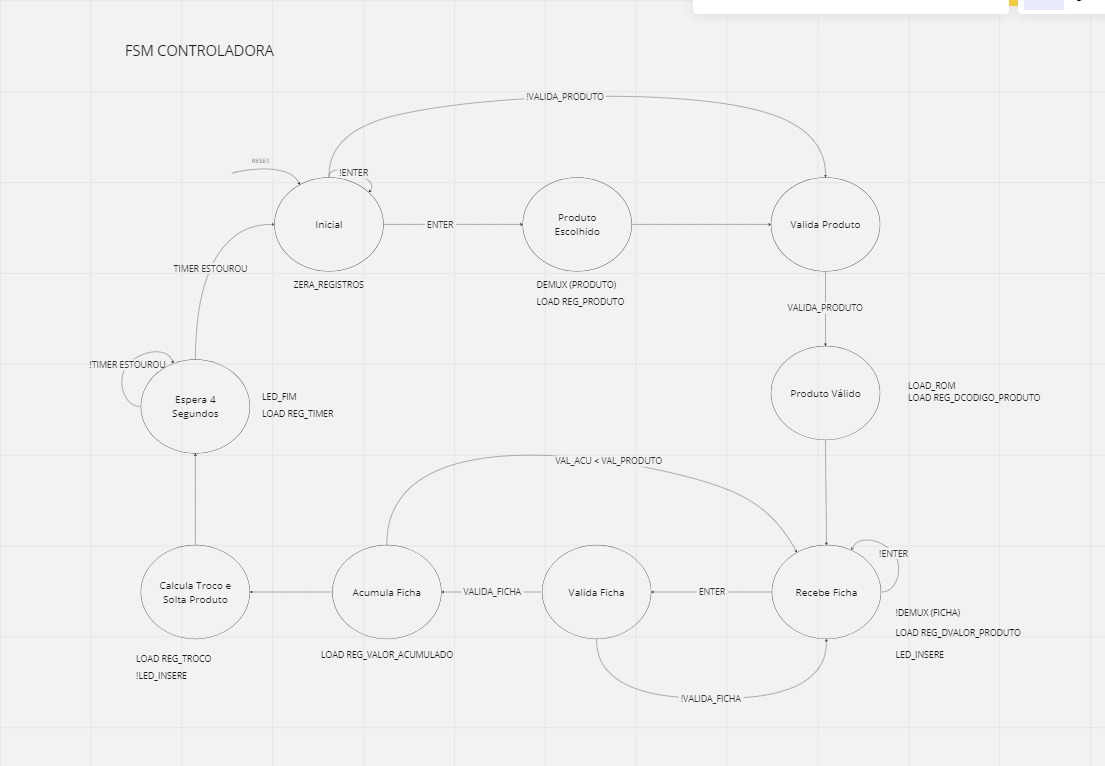 FSM CONTROLADORA
!VALIDA_PRODUTO
RESET
!ENTER
Inicial
ENTER
Produto
Escolhido
Valida Produto
TIMER ESTOUROU
ZERA_REGISTROS
DEMUX (PRODUTO)
LOAD REG_PRODUTO
VALIDA_PRODUTO
!TIMER ESTOUROU
Espera 4
Segundos
LED_FIM
LOAD REG_TIMER
Produto Válido
LOAD_ROM
LOAD REG_DCODIGO_PRODUTO
VAL_ACU < VAL_PRODUTO
!ENTER
Calcula Troco e
Solta Produto
Acumula Ficha
VALIDA_FICHA
Valida Ficha
ENTER
Recebe Ficha
!DEMUX (FICHA)
LOAD REG_DVALOR_PRODUTO
LED_INSERE
LOAD REG_TROCO
!LED_INSERE
LOAD REG_VALOR_ACUMULADO
!VALIDA_FICHA